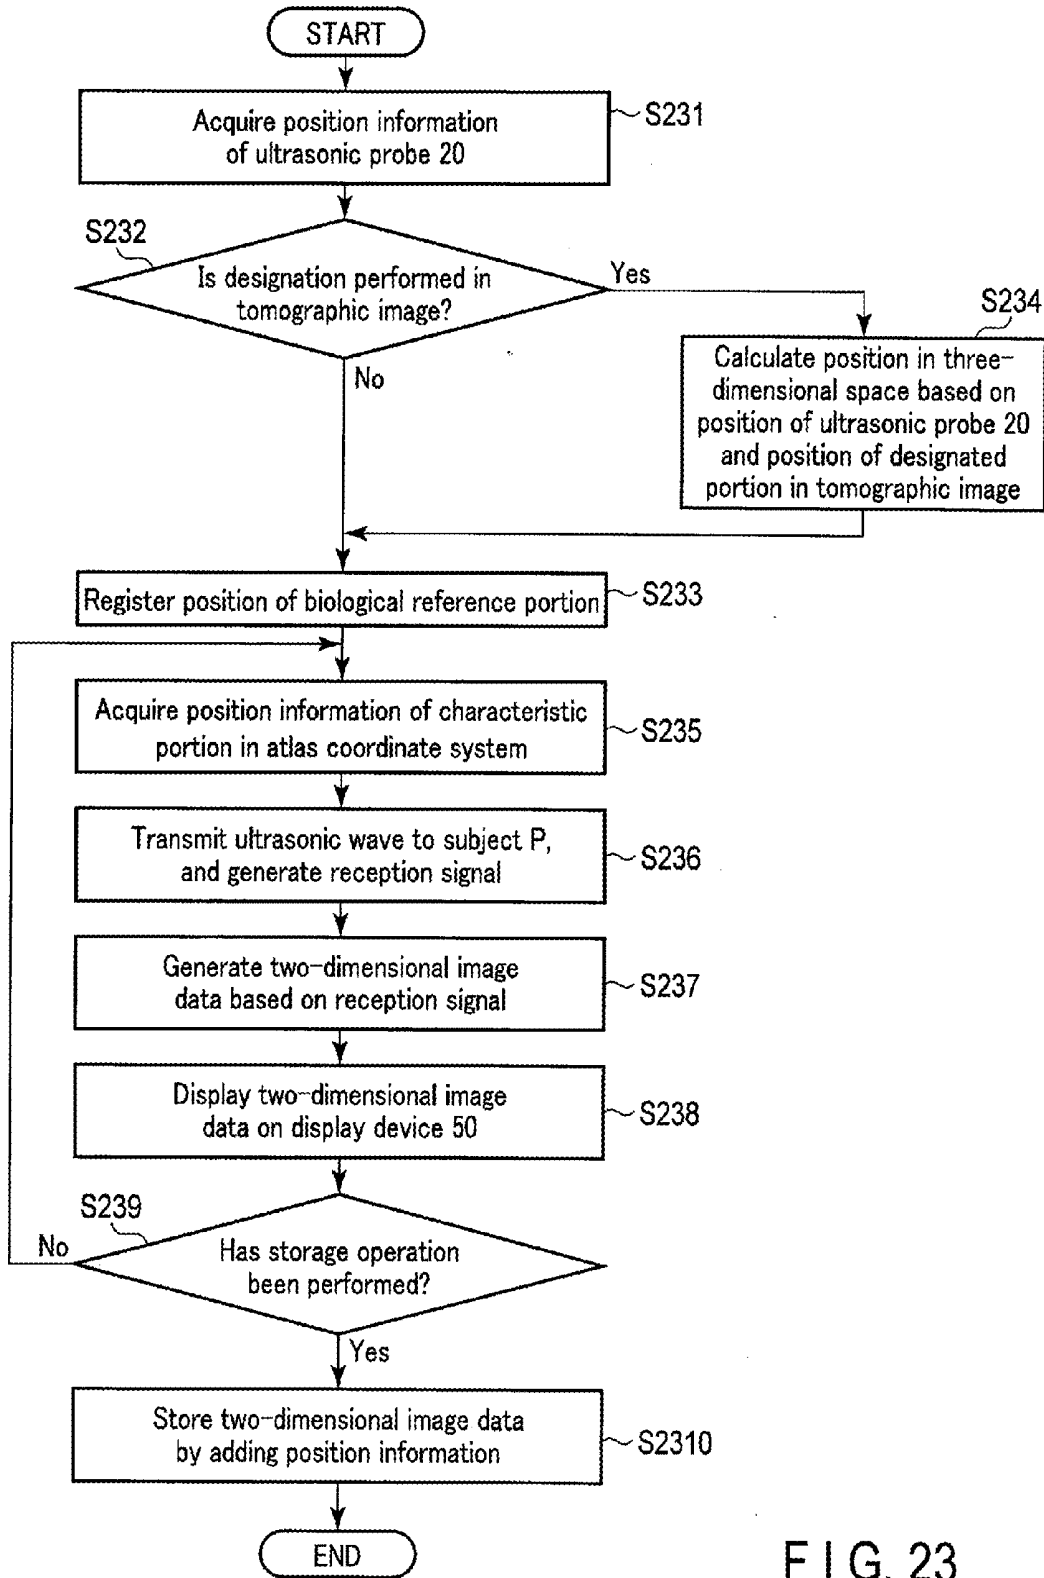 START
Acquire position information
of ultrasonic probe 20
S231
S232
Is designation performed in
tomographic image?
Yes
No
S234
Calculate position in three-
dimensional space based on
position of ultrasonic probe 20
and position of designated
portion in tomographic image
Register position of biological reference portion
S233
Acquire position information of characteristic
portion in atlas coordinate system
S235
Transmit ultrasonic wave to subject P,
and generate reception signal
S236
Generate two-dimensional image
data based on reception signal
S237
Display two-dimensional image
data on display device 50
S238
S239
No
Has storage operation
been performed?
Yes
Store two-dimensional image data
by adding position information
S2310
END
FIG. 23